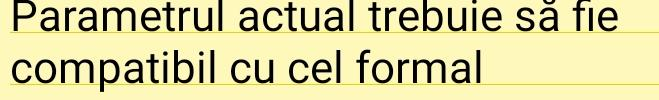 Parametrul actual trebuie să fie
compatibil cu cel formal